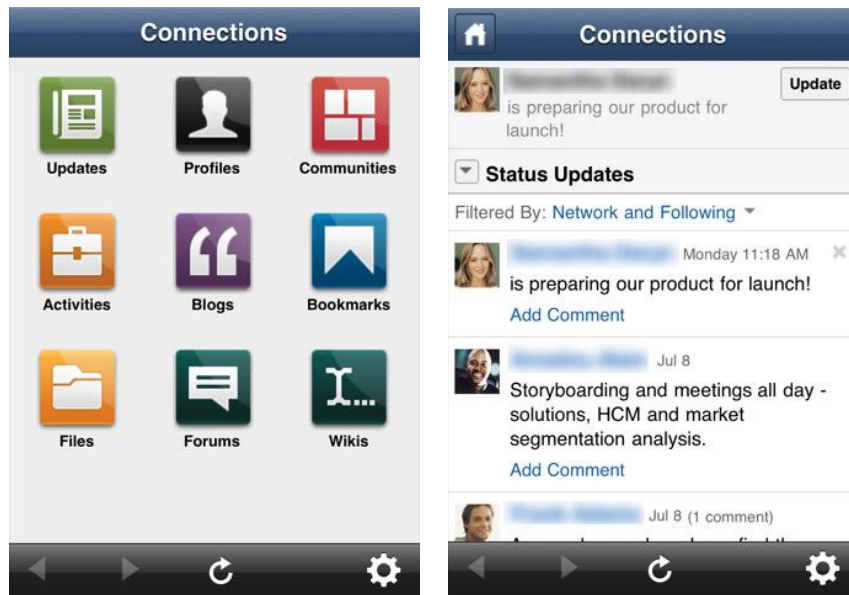 Connections
Updates Profiles Communities
Activities Blogs Bookmarks
Files Forums Wikis
Connections
Update
is preparing our product for
launch!
Status Updates
Filtered By: Network and Following
Monday 11:18 AM
is preparing our product for launch!
Add Comment
Jul 8
Storyboarding and meetings all day -
solutions, HCM and market
segmentation analysis.
Add Comment
Jul 8 (1 comment)